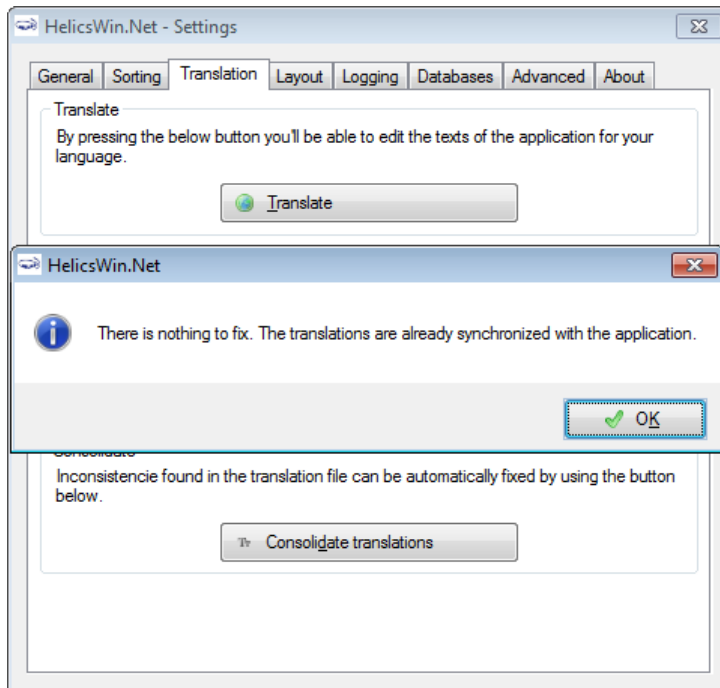 HelicsWin.Net - Settings
General Sorting Translation Layout Logging Databases Advanced About
Translate
By pressing the below button you'll be able to edit the texts of the application for your
language.
Translate
HelicsWin.Net
There is nothing to fix. The translations are already synchronized with the application.
OK
Consolidate
Inconsistencie found in the translation file can be automatically fixed by using the button
below.
Consolidate translations